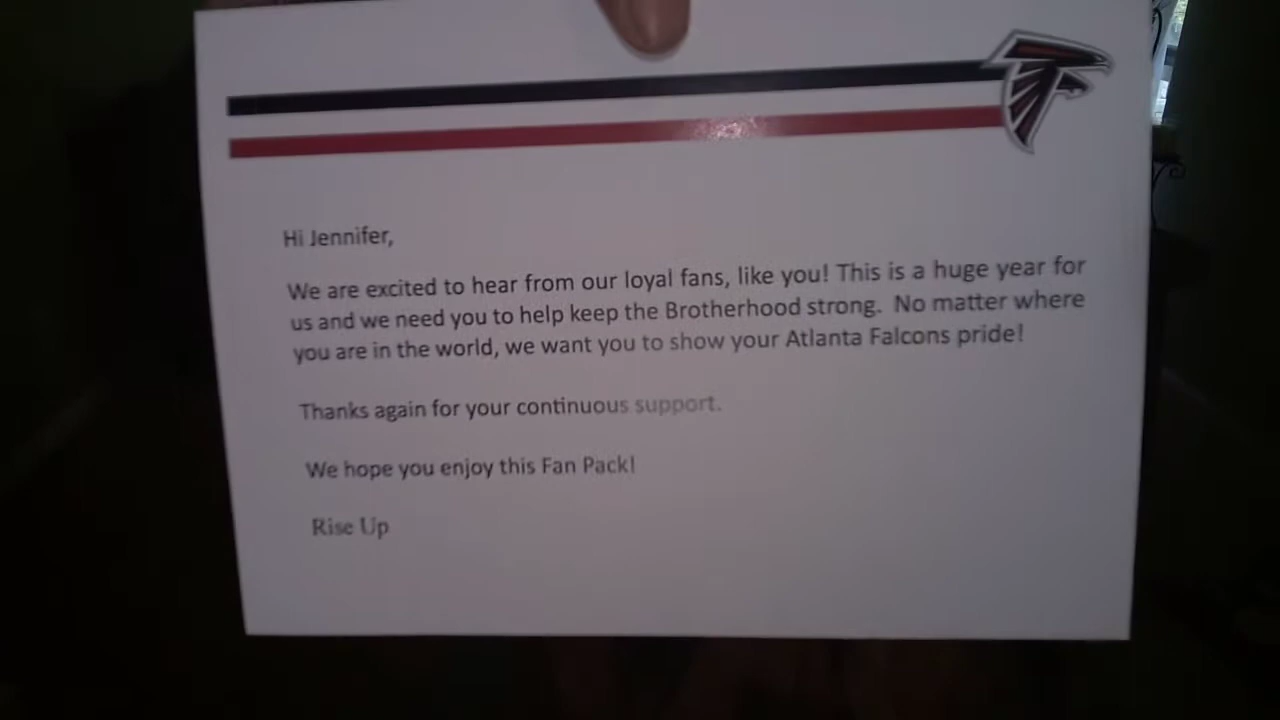 Hi Jennifer,
We are excited to hear from our loyal fans, like you! This is a huge year for
us and we need you to help keep the Brotherhood strong.  No matter where
you are in the world, we want you to show your Atlanta Falcons pride!
Thanks again for your continuous support.
We hope you enjoy this Fan Pack!
Rise Up